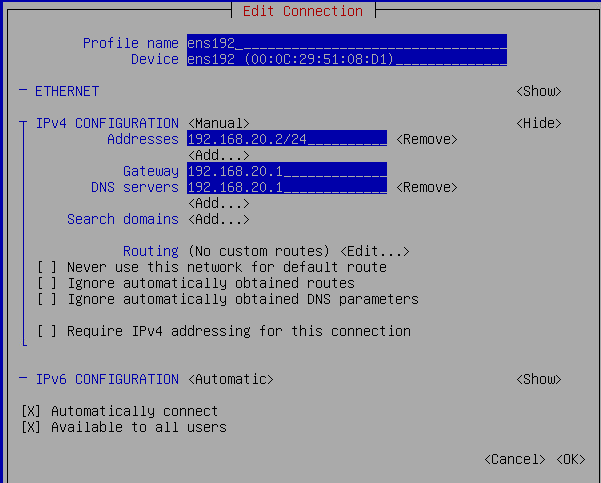 Edit Connection
Profile name ens192_________________________________
Device ens192 (00:0C:29:51:08:D1)______________
ETHERNET <Show>
IPv4 CONFIGURATION <Manual> <Hide>
Addresses 192.168.20.2/24__________ <Remove>
<Add...>
Gateway 192.168.20.1_____________
DNS servers 192.168.20.1_____________ <Remove>
<Add...>
Search domains <Add...>
Routing (No custom routes) <Edit...>
[ ] Never use this network for default route
[ ] Ignore automatically obtained routes
[ ] Ignore automatically obtained DNS parameters
[ ] Require IPv4 addressing for this connection
IPv6 CONFIGURATION <Automatic> <Show>
[X] Automatically connect
[X] Available to all users
<Cancel> <OK>